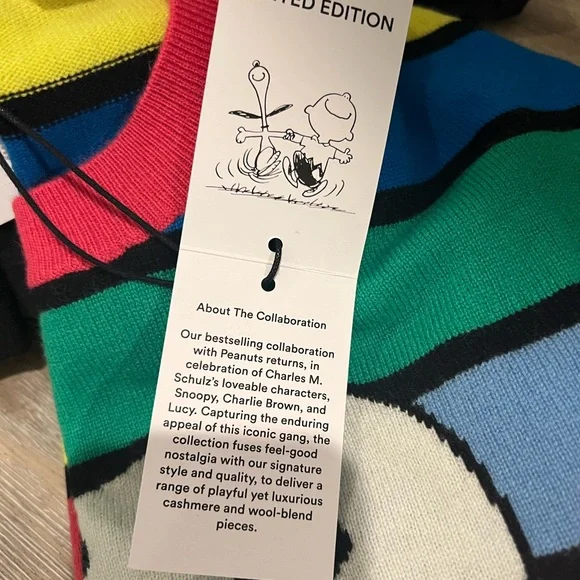 EDITION
About The Collaboration
Our bestselling collaboration
with Peanuts returns, in
celebration of Charles M.
Schulz's loveable characters,
Snoopy, Charlie Brown, and
Lucy. Capturing the enduring
appeal of this iconic gang, the
collection fuses feel-good
nostalgia with our signature
style and quality, to deliver a
range of playful yet luxurious
cashmere and wool-blend
pieces.